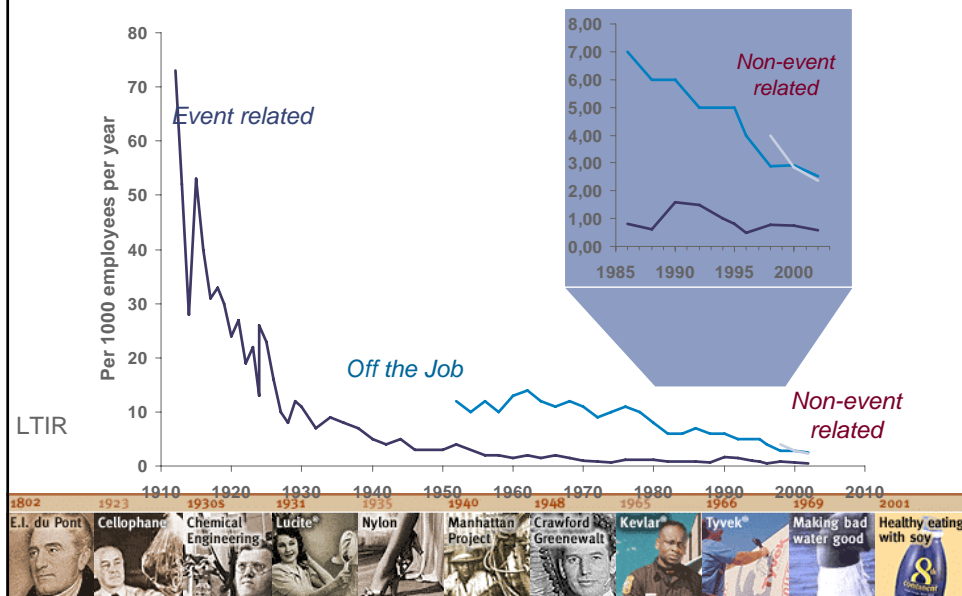 80
70
60
50
40
30
20
10
0
Per 1000 employees per year
Event related
Off the Job
Non-event
related
LTIR
1910 1920 1930 1940 1950 1960 1970 1980 1990 2000 2010
8,00
7,00
6,00
5,00
4,00
3,00
2,00
1,00
0,00
1985 1990 1995 2000
Non-event
related
1802 1923 1930s 1931 1935 1940 1948 1965 1966 1969 2001
E.I. du Pont
Cellophane
Chemical
Engineering
Lucite®
Nylon
Manhattan
Project
Crawford
Greenewalt
Kevlar®
Tyvek®
Making bad
water good
Healthy eating
with soy
8th
CONTINENT